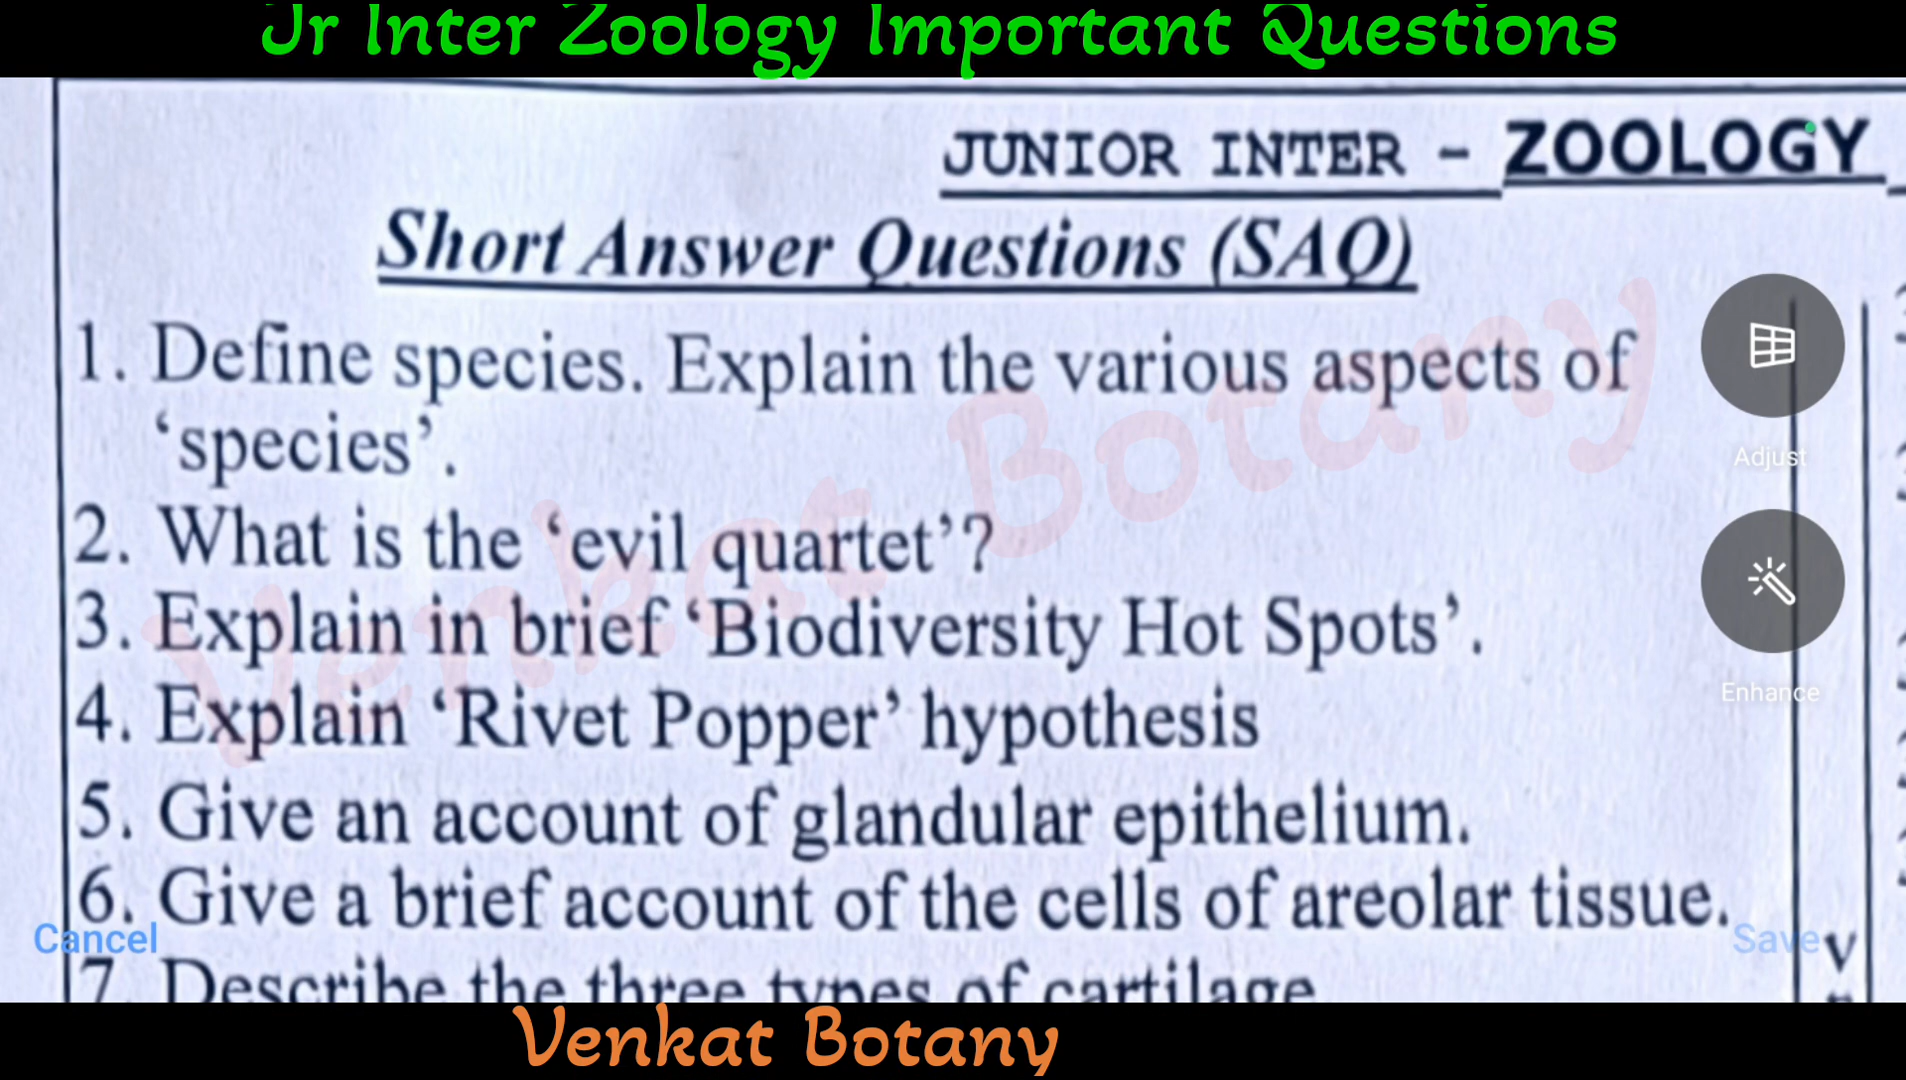 Jr Inter Zoology Important Questions
JUNIOR INTER - ZOOLOGY
Short Answer Questions (SAQ)
1. Define species. Explain the various aspects of
‘species’.
2. What is the ‘evil quartet’?
3. Explain in brief ‘Biodiversity Hot Spots’.
4. Explain ‘Rivet Popper’ hypothesis
5. Give an account of glandular epithelium.
6. Give a brief account of the cells of areolar tissue.
7. Describe the three types of cartilage
Venkat Botany
Adjust
Enhance
Cancel
Save
Venkat Botany